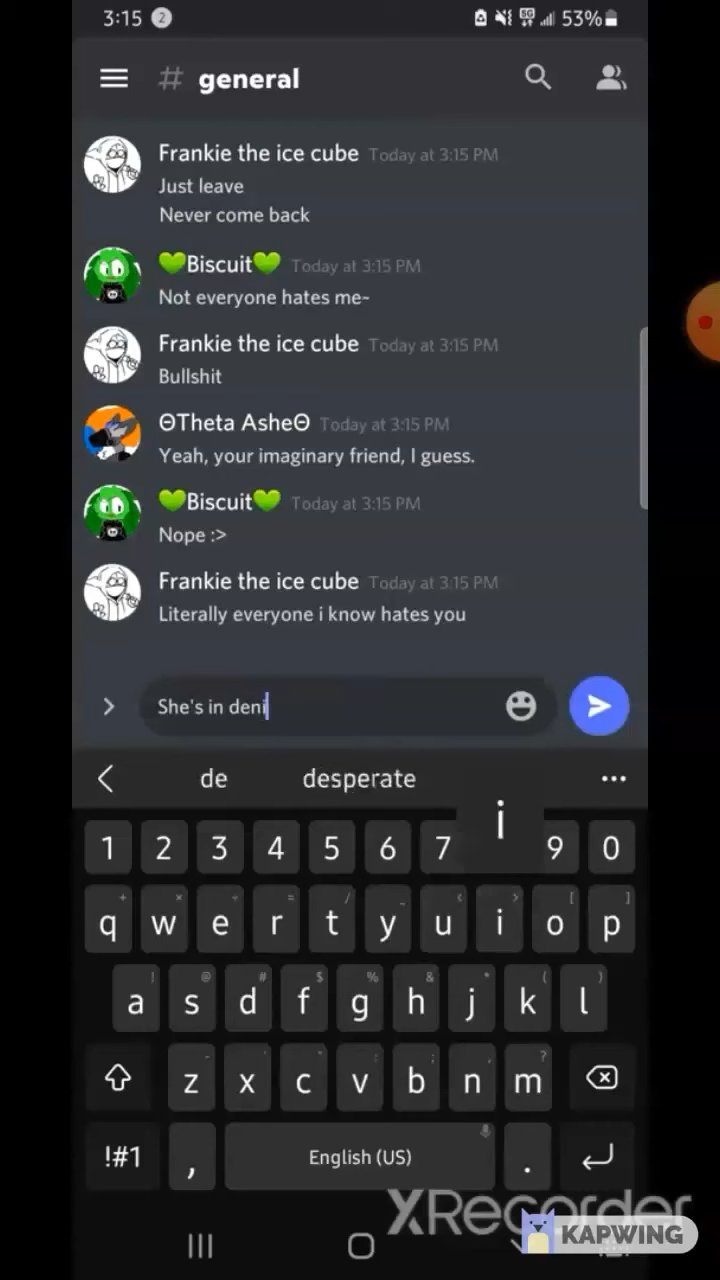 3:15 2 5G 53%
# general
Frankie the ice cube Today at 3:15 PM
Just leave
Never come back
💚Biscuit💚 Today at 3:15 PM
Not everyone hates me-
Frankie the ice cube Today at 3:15 PM
Bullshit
ΘTheta AsheΘ Today at 3:15 PM
Yeah, your imaginary friend, I guess.
💚Biscuit💚 Today at 3:15 PM
Nope :>
Frankie the ice cube Today at 3:15 PM
Literally everyone i know hates you
She's in deni
de desperate
i
1 2 3 4 5 6 7 9 0
q w e r t y u i o p
a s d f g h j k l
z x c v b n m
!#1 , English (US) .
XRecorder
KAPWING